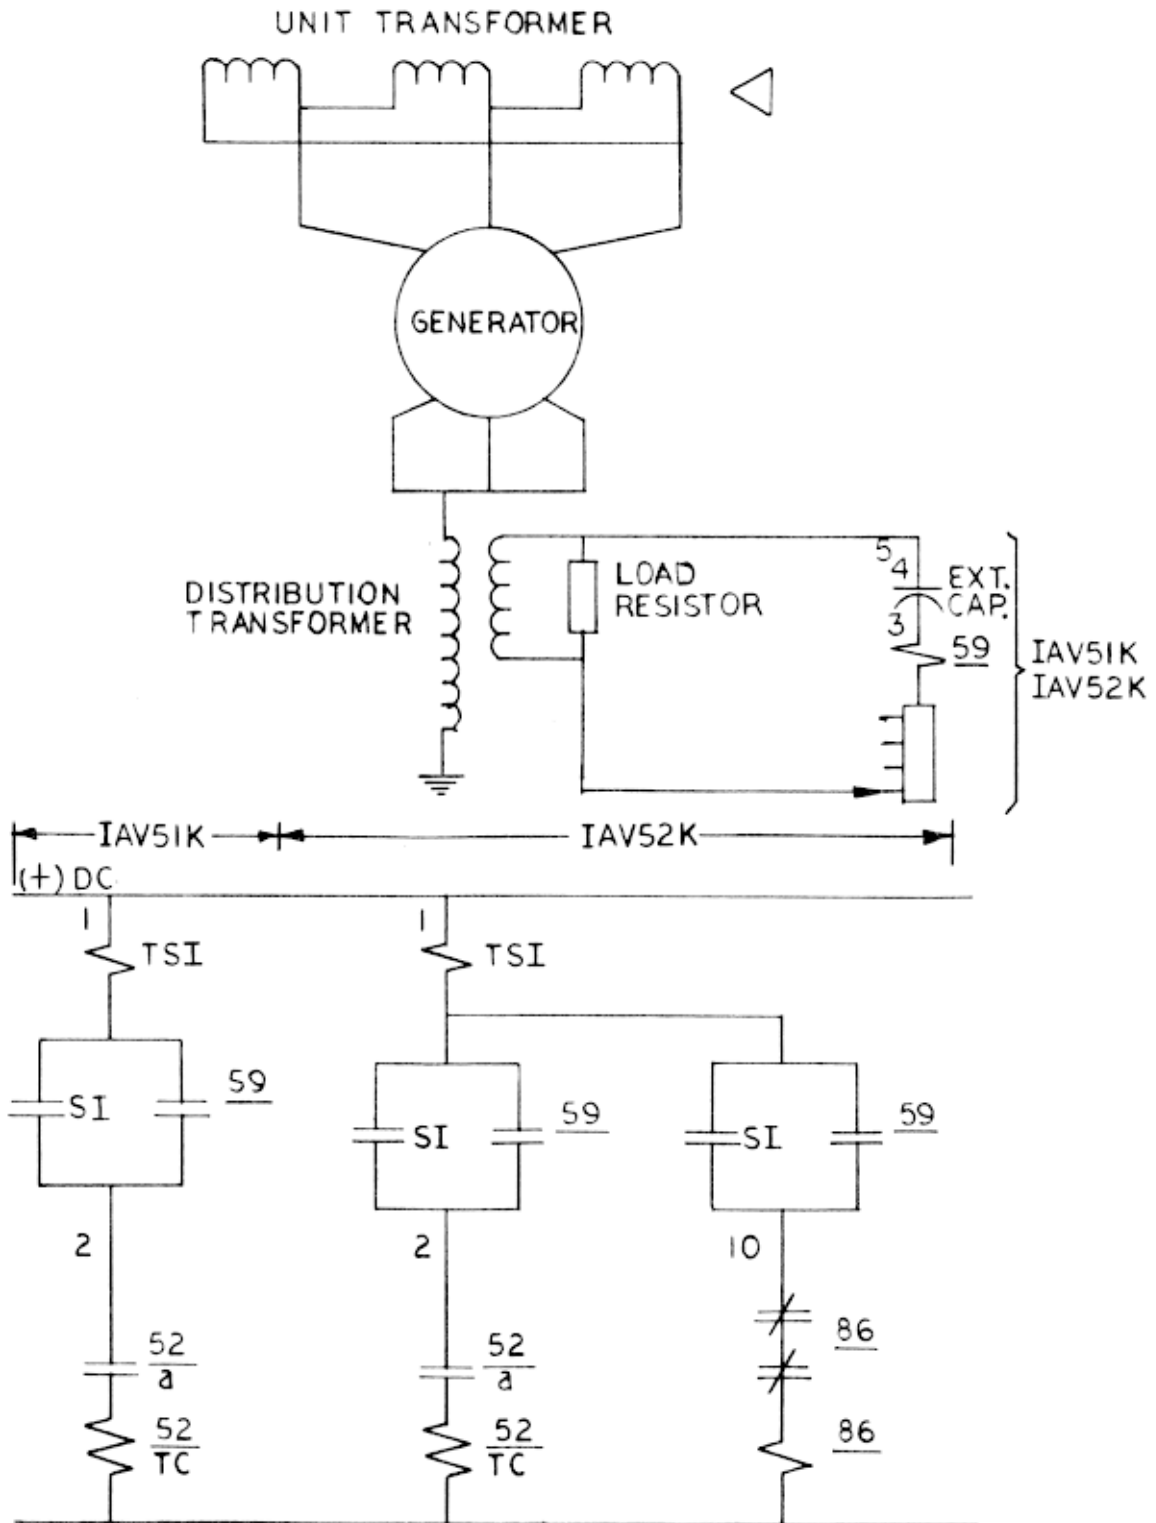 UNIT TRANSFORMER
GENERATOR
DISTRIBUTION
TRANSFORMER
LOAD
RESISTOR
5
4
EXT.
CAP.
3
59
IAV51K
IAV52K
IAV51K
IAV52K
(+) DC
1
TSI
1
TSI
SI
59
SI
59
SI
59
2
2
10
52
a
52
a
86
52
TC
52
TC
86